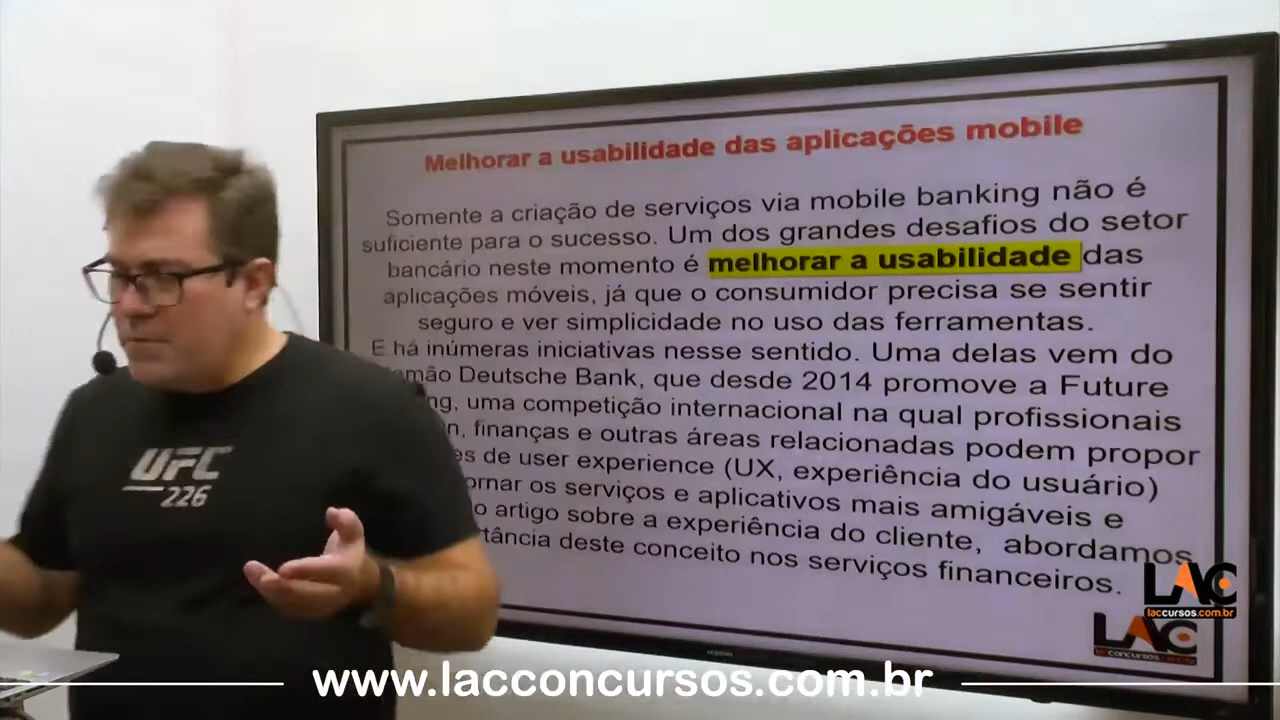 Melhorar a usabilidade das aplicações mobile
Somente a criação de serviços via mobile banking não é
suficiente para o sucesso. Um dos grandes desafios do setor
bancário neste momento é melhorar a usabilidade das
aplicações móveis, já que o consumidor precisa se sentir
seguro e ver simplicidade no uso das ferramentas.
E há inúmeras iniciativas nesse sentido. Uma delas vem do
Deutsche Bank, que desde 2014 promove a Future
uma competição internacional na qual profissionais
finanças e outras áreas relacionadas podem propor
de user experience (UX, experiência do usuário)
os serviços e aplicativos mais amigáveis e
artigo sobre a experiência do cliente, abordamos
deste conceito nos serviços financeiros.
UFC
226
LAC
laccursos.com.br
LAC
www.lacconcursos.com.br